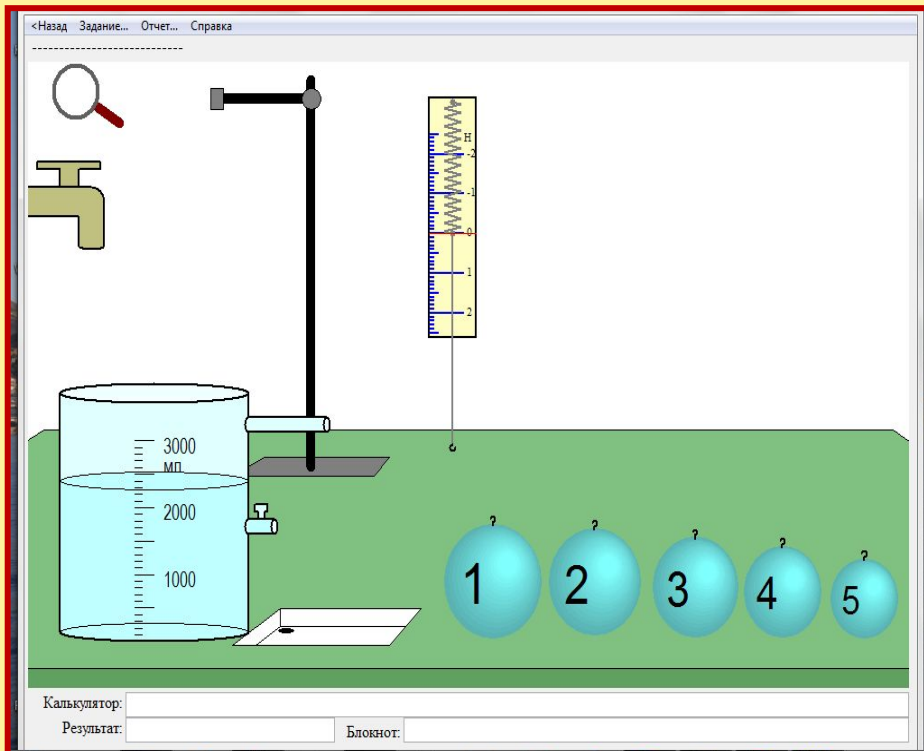 <Назад Задание... Отчет... Справка
----------------------------
Н
-2
-1
0
1
2
3000
мл
2000
1000
1 2 3 4 5
Калькулятор:
Результат: Блокнот: